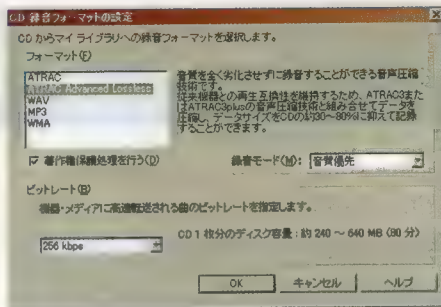 CD 録音フォーマットの設定
CD からマイ ライブラリへの録音フォーマットを選択します。
フォーマット(F)
ATRAC
ATRAC Advanced Lossless
WAV
MP3
WMA
音質を全く劣化させずに録音することができる音声圧縮
技術です。
従来機器との再生互換性を維持するため、ATRAC3また
はATRAC3plusの音声圧縮技術と組み合せてデータを
圧縮し、データサイズをCDの約30~80%に抑えて記録
することができます。
著作権保護処理を行う(D)
録音モード(M): 音質優先
ビットレート(B)
機器・メディアに高速転送される曲のビットレートを指定します。
256 kbps
CD 1 枚分のディスク容量 : 約 240 ~ 640 MB (80 分)
OK キャンセル ヘルプ